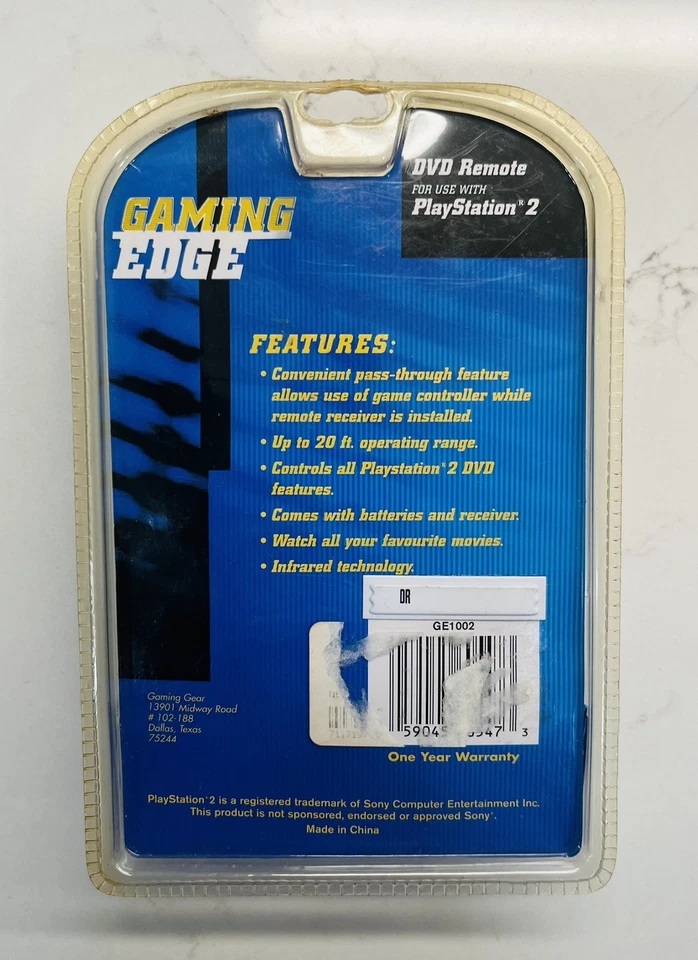 DVD Remote
FOR USE WITH
PlayStation® 2
GAMING
EDGE
FEATURES:
• Convenient pass-through feature
allows use of game controller while
remote receiver is installed.
• Up to 20 ft. operating range.
• Controls all Playstation® 2 DVD
features.
• Comes with batteries and receiver.
• Watch all your favourite movies.
• Infrared technology.
DR
GE1002
3
One Year Warranty
Gaming Gear
13901 Midway Road
# 102-188
Dallas, Texas
75244
PlayStation® 2 is a registered trademark of Sony Computer Entertainment Inc.
This product is not sponsored, endorsed or approved Sony®.
Made in China